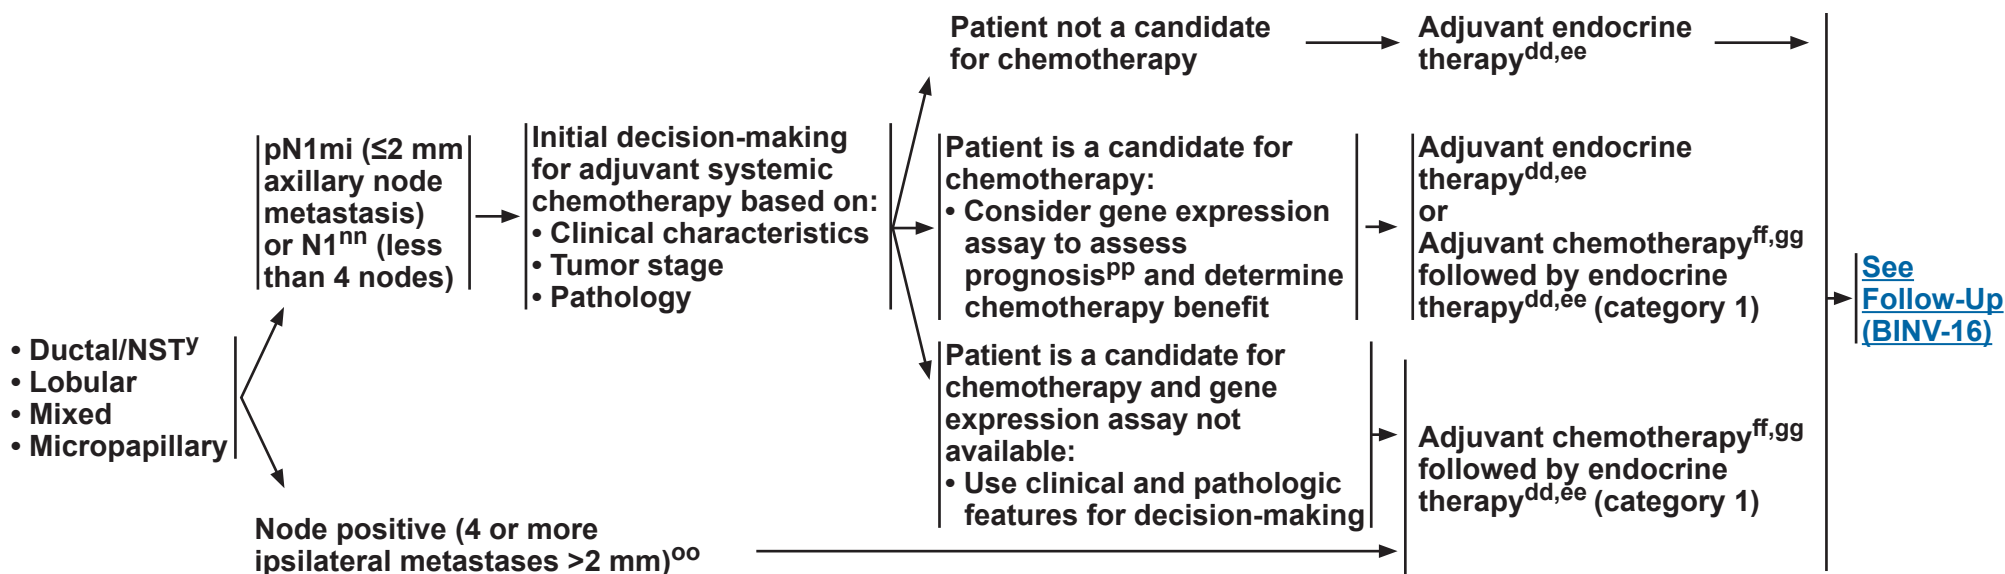 • Ductal/NSTy
• Lobular
• Mixed
• Micropapillary
pN1mi (≤2 mm
axillary node
metastasis)
or N1nn (less
than 4 nodes)
Node positive (4 or more
ipsilateral metastases >2 mm)oo
Initial decision-making
for adjuvant systemic
chemotherapy based on:
• Clinical characteristics
• Tumor stage
• Pathology
Patient not a candidate
for chemotherapy
Adjuvant endocrine
therapydd,ee
Patient is a candidate for
chemotherapy:
• Consider gene expression
assay to assess
prognosispp and determine
chemotherapy benefit
Adjuvant endocrine
therapydd,ee
or
Adjuvant chemotherapyff,gg
followed by endocrine
therapydd,ee (category 1)
Patient is a candidate for
chemotherapy and gene
expression assay not
available:
• Use clinical and pathologic
features for decision-making
Adjuvant chemotherapyff,gg
followed by endocrine
therapydd,ee (category 1)
See
Follow-Up
(BINV-16)